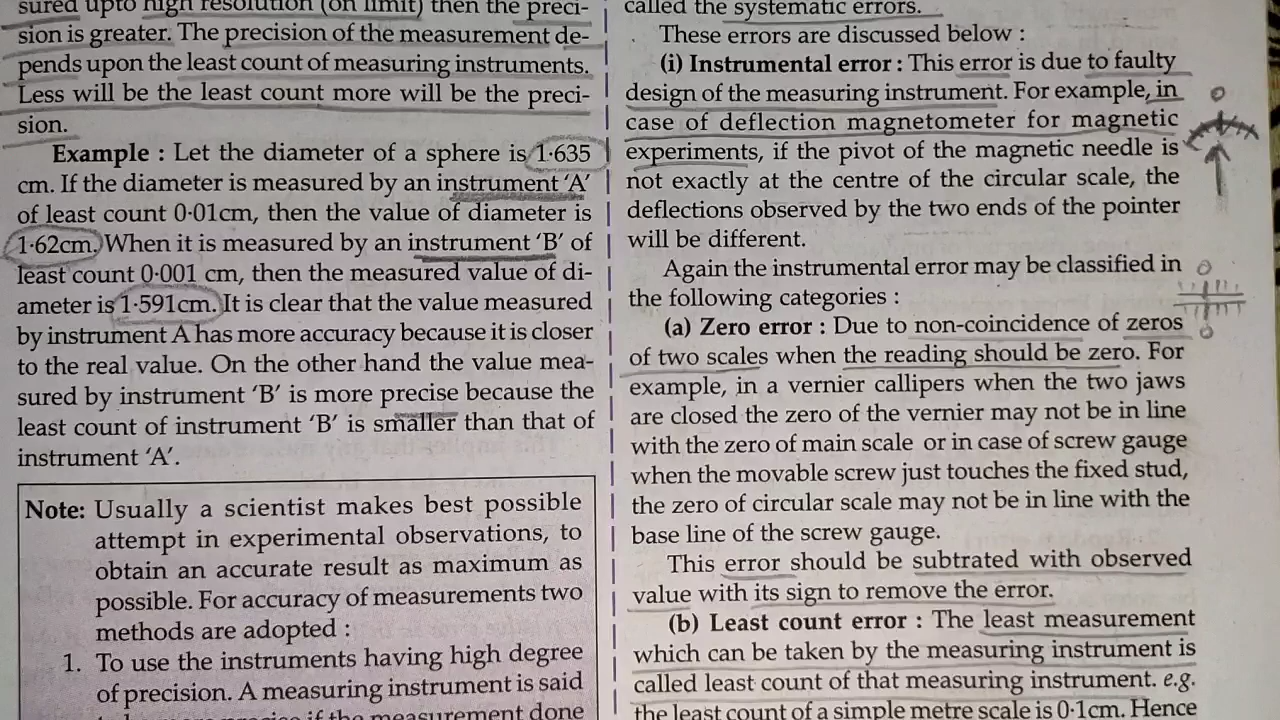 sured upto high resolution (on limit) then the preci-
sion is greater. The precision of the measurement de-
pends upon the least count of measuring instruments.
Less will be the least count more will be the preci-
sion.
Example : Let the diameter of a sphere is 1·635
cm. If the diameter is measured by an instrument ‘A’
of least count 0·01cm, then the value of diameter is
1·62cm. When it is measured by an instrument ‘B’ of
least count 0·001 cm, then the measured value of di-
ameter is 1·591cm. It is clear that the value measured
by instrument A has more accuracy because it is closer
to the real value. On the other hand the value mea-
sured by instrument ‘B’ is more precise because the
least count of instrument ‘B’ is smaller than that of
instrument ‘A’.
Note: Usually a scientist makes best possible
attempt in experimental observations, to
obtain an accurate result as maximum as
possible. For accuracy of measurements two
methods are adopted :
1. To use the instruments having high degree
of precision. A measuring instrument is said
to be more precise if the measurement done
called the systematic errors.
These errors are discussed below :
(i) Instrumental error : This error is due to faulty
design of the measuring instrument. For example, in
case of deflection magnetometer for magnetic
experiments, if the pivot of the magnetic needle is
not exactly at the centre of the circular scale, the
deflections observed by the two ends of the pointer
will be different.
Again the instrumental error may be classified in
the following categories :
(a) Zero error : Due to non-coincidence of zeros
of two scales when the reading should be zero. For
example, in a vernier callipers when the two jaws
are closed the zero of the vernier may not be in line
with the zero of main scale or in case of screw gauge
when the movable screw just touches the fixed stud,
the zero of circular scale may not be in line with the
base line of the screw gauge.
This error should be subtrated with observed
value with its sign to remove the error.
(b) Least count error : The least measurement
which can be taken by the measuring instrument is
called least count of that measuring instrument. e.g.
the least count of a simple metre scale is 0·1cm. Hence
0
0
0